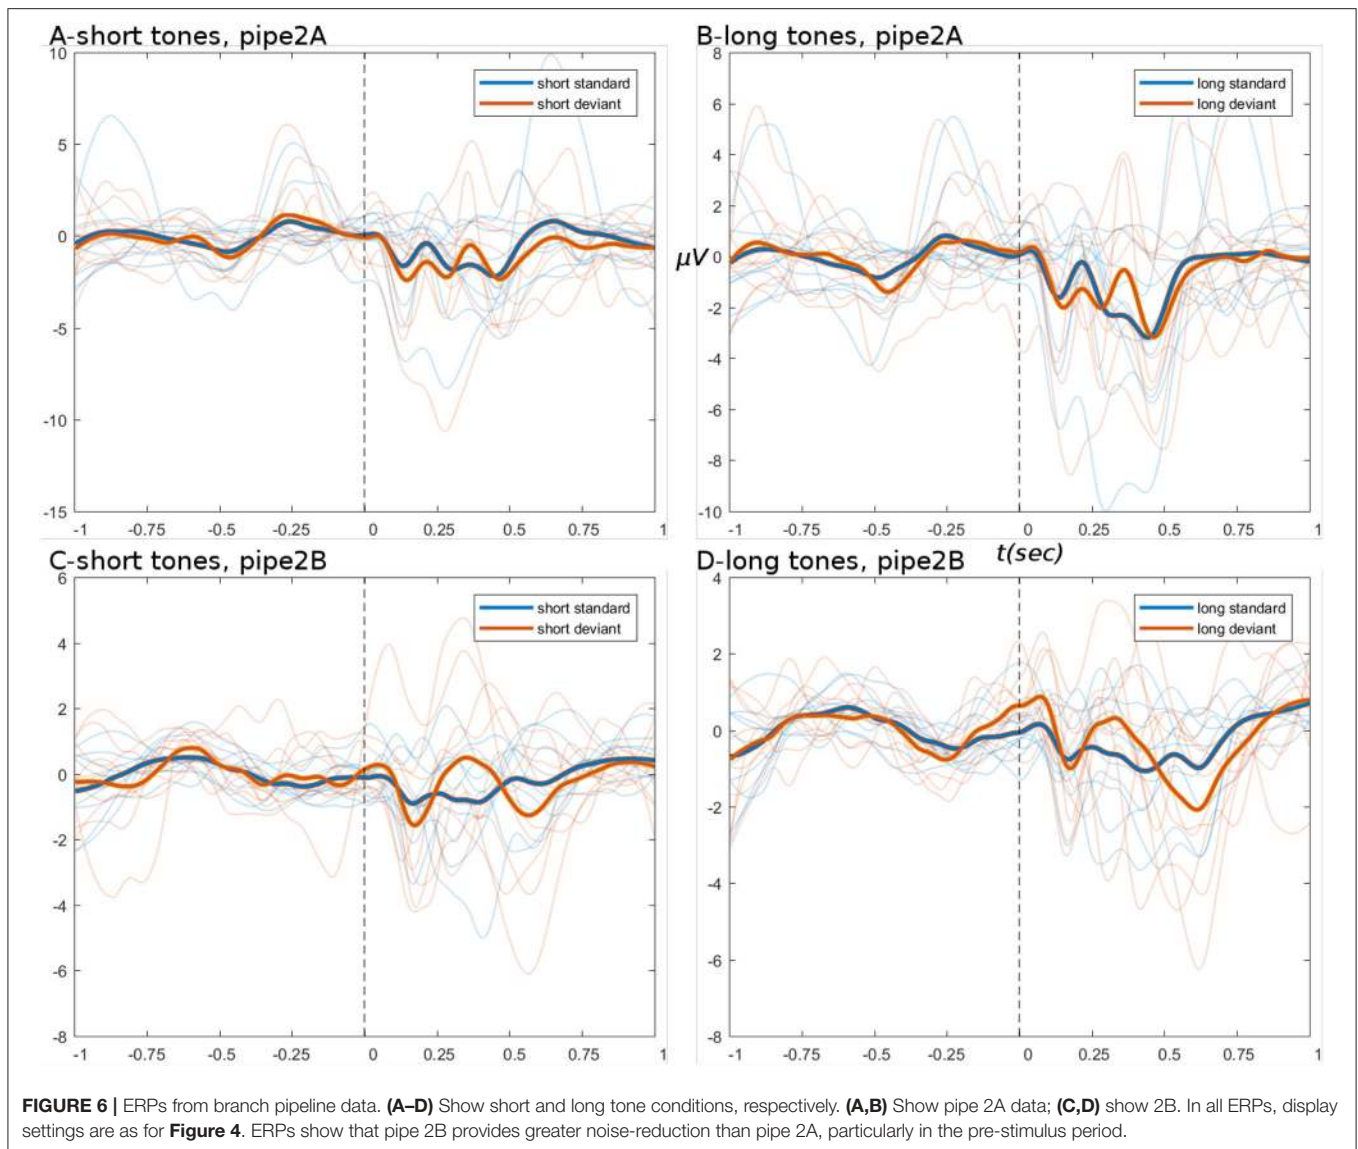 A-short tones, pipe2A
10
5
0
-5
-10
-15
-1 -0.75 -0.5 -0.25 0 0.25 0.5 0.75 1
short standard
short deviant
B-long tones, pipe2A
8
6
4
2
μV 0
-2
-4
-6
-8
-10
-1 -0.75 -0.5 -0.25 0 0.25 0.5 0.75 1
long standard
long deviant
t(sec)
C-short tones, pipe2B
6
4
2
0
-2
-4
-6
-8
-1 -0.75 -0.5 -0.25 0 0.25 0.5 0.75 1
short standard
short deviant
D-long tones, pipe2B
4
2
0
-2
-4
-6
-8
-1 -0.75 -0.5 -0.25 0 0.25 0.5 0.75 1
long standard
long deviant
FIGURE 6 | ERPs from branch pipeline data. (A–D) Show short and long tone conditions, respectively. (A,B) Show pipe 2A data; (C,D) show 2B. In all ERPs, display
settings are as for Figure 4. ERPs show that pipe 2B provides greater noise-reduction than pipe 2A, particularly in the pre-stimulus period.